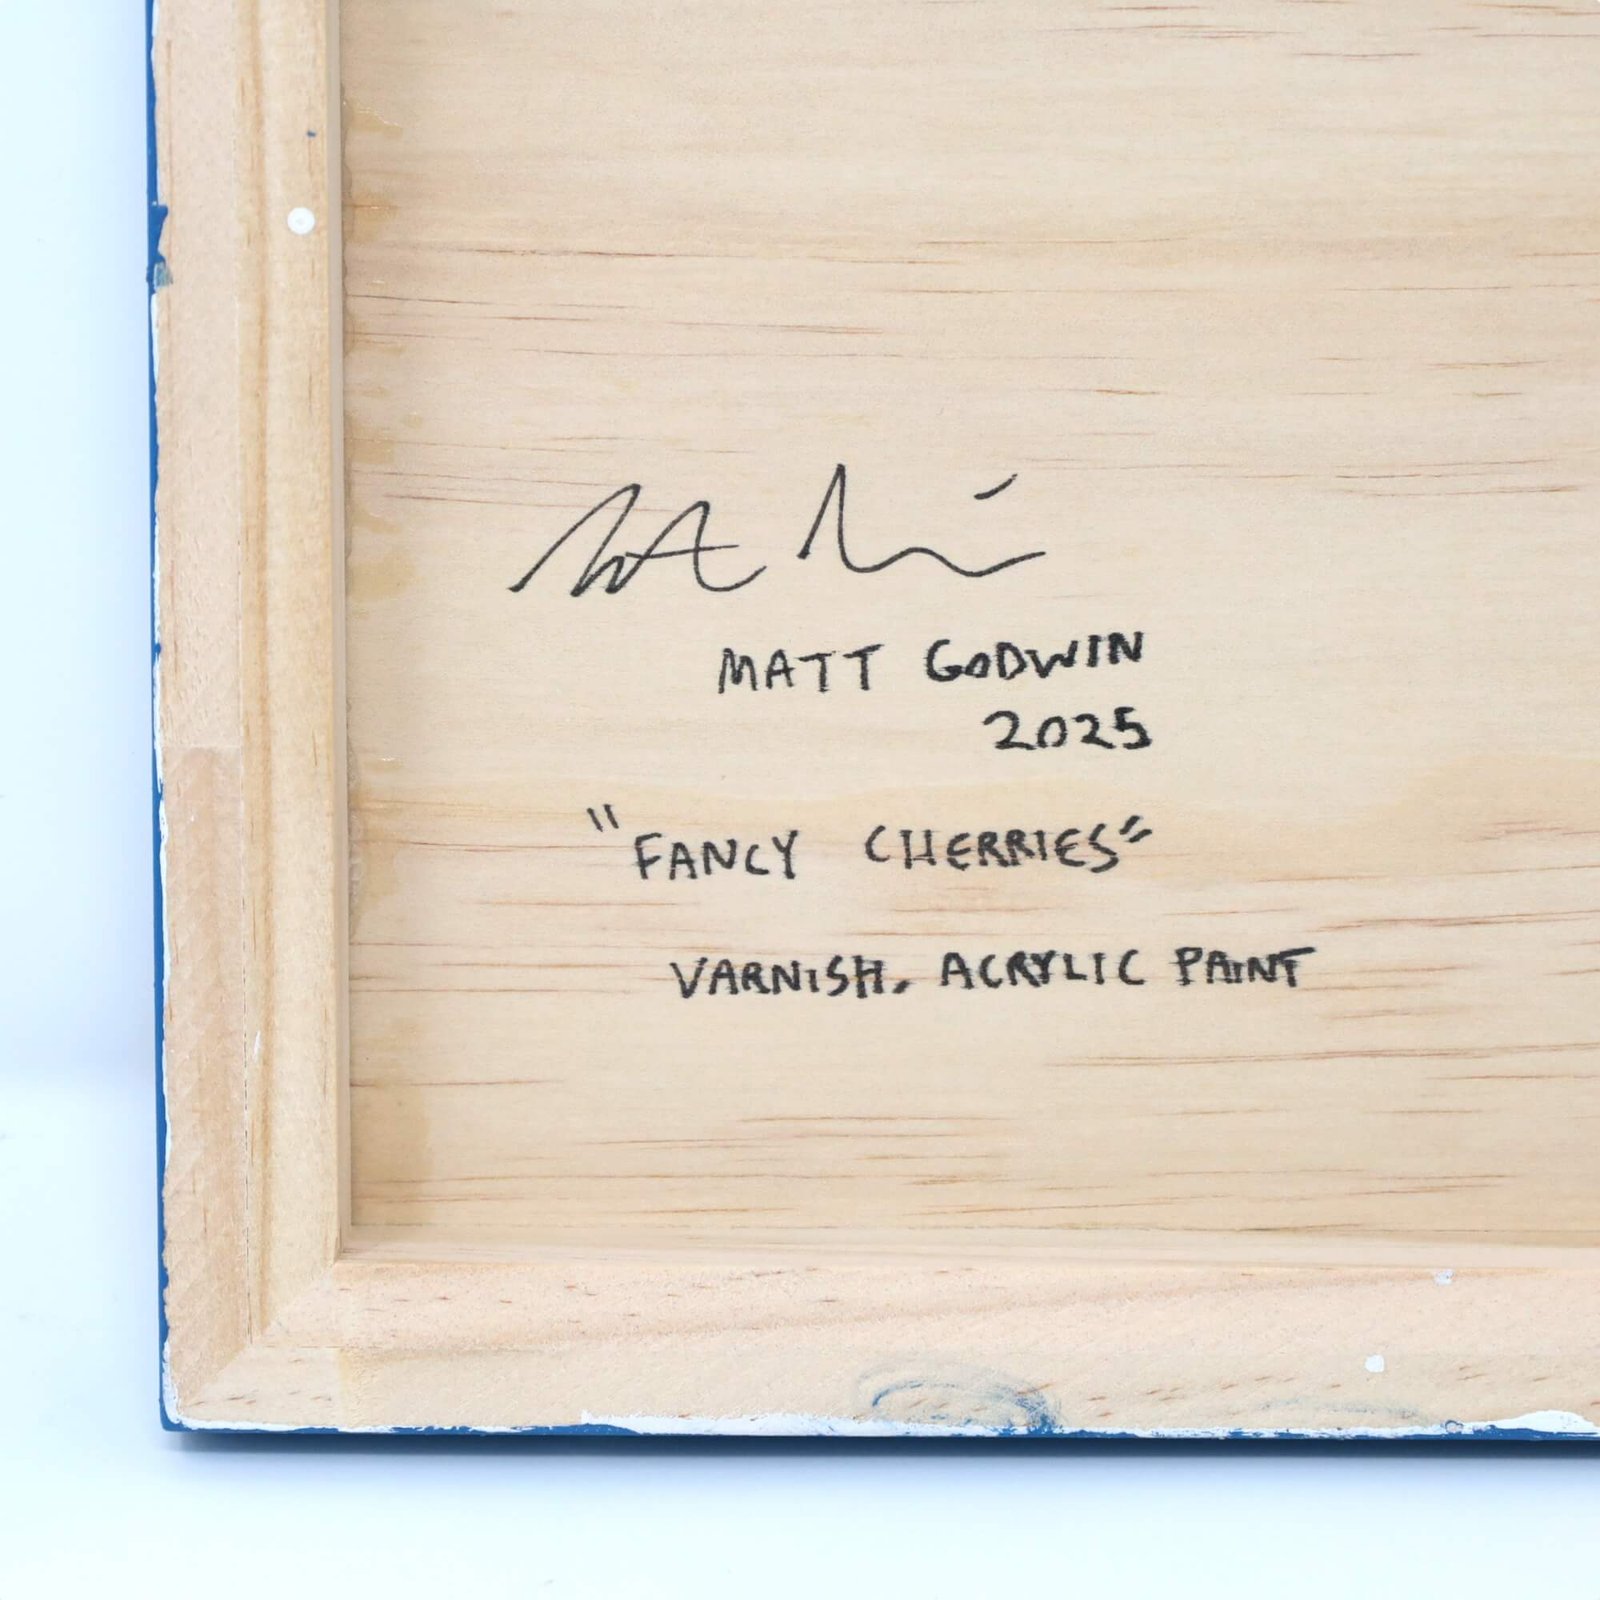 MATT GODWIN
2025
"FANCY CHERRIES"
VARNISH, ACRYLIC PAINT